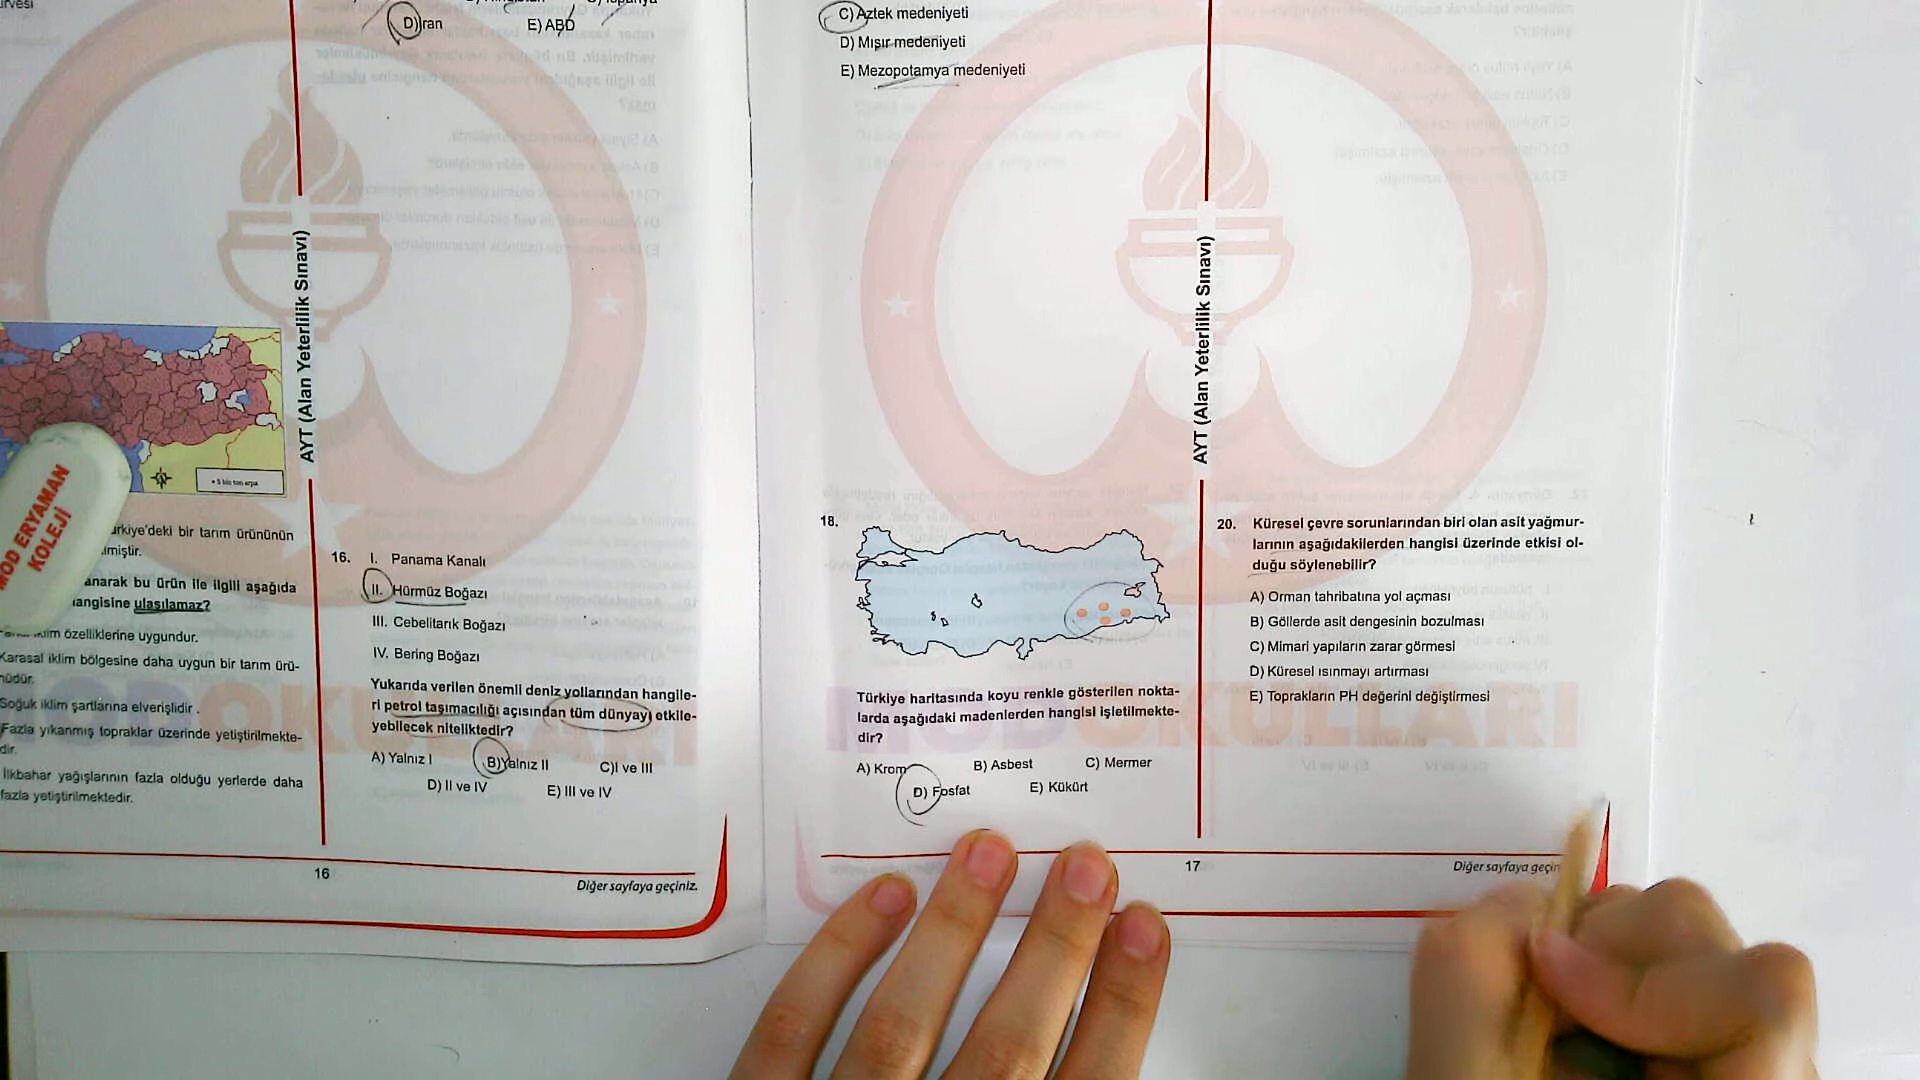 D) İran
E) ABD
AYT (Alan Yeterlilik Sınavı)
• 5 bin ton arpa
MOD ERYAMAN
KOLEJİ
ürkiye'deki bir tarım ürününün
anarak bu ürün ile ilgili aşağıda
angisine ulaşılamaz?
özelliklerine uygundur.
Karasal iklim bölgesine daha uygun bir tarım ürü-
nüdür.
Soğuk iklim şartlarına elverişlidir .
Fazla yıkanmış topraklar üzerinde yetiştirilmekte-
dir.
İlkbahar yağışlarının fazla olduğu yerlerde daha
fazla yetiştirilmektedir.
16. I. Panama Kanalı
II. Hürmüz Boğazı
III. Cebelitarık Boğazı
IV. Bering Boğazı
Yukarıda verilen önemli deniz yollarından hangile-
ri petrol taşımacılığı açısından tüm dünyayı etkile-
yebilecek niteliktedir?
A) Yalnız I
B) Yalnız II
C)I ve III
D) II ve IV
E) III ve IV
16
Diğer sayfaya geçiniz.
C) Aztek medeniyeti
D) Mısır medeniyeti
E) Mezopotamya medeniyeti
18.
Türkiye haritasında koyu renkle gösterilen nokta-
larda aşağıdaki madenlerden hangisi işletilmekte-
dir?
A) Krom
B) Asbest
C) Mermer
D) Fosfat
E) Kükürt
AYT (Alan Yeterlilik Sınavı)
20. Küresel çevre sorunlarından biri olan asit yağmur-
larının aşağıdakilerden hangisi üzerinde etkisi ol-
duğu söylenebilir?
A) Orman tahribatına yol açması
B) Göllerde asit dengesinin bozulması
C) Mimari yapıların zarar görmesi
D) Küresel ısınmayı artırması
E) Toprakların PH değerini değiştirmesi
MOD OKULLARI
17
Diğer sayfaya geçin